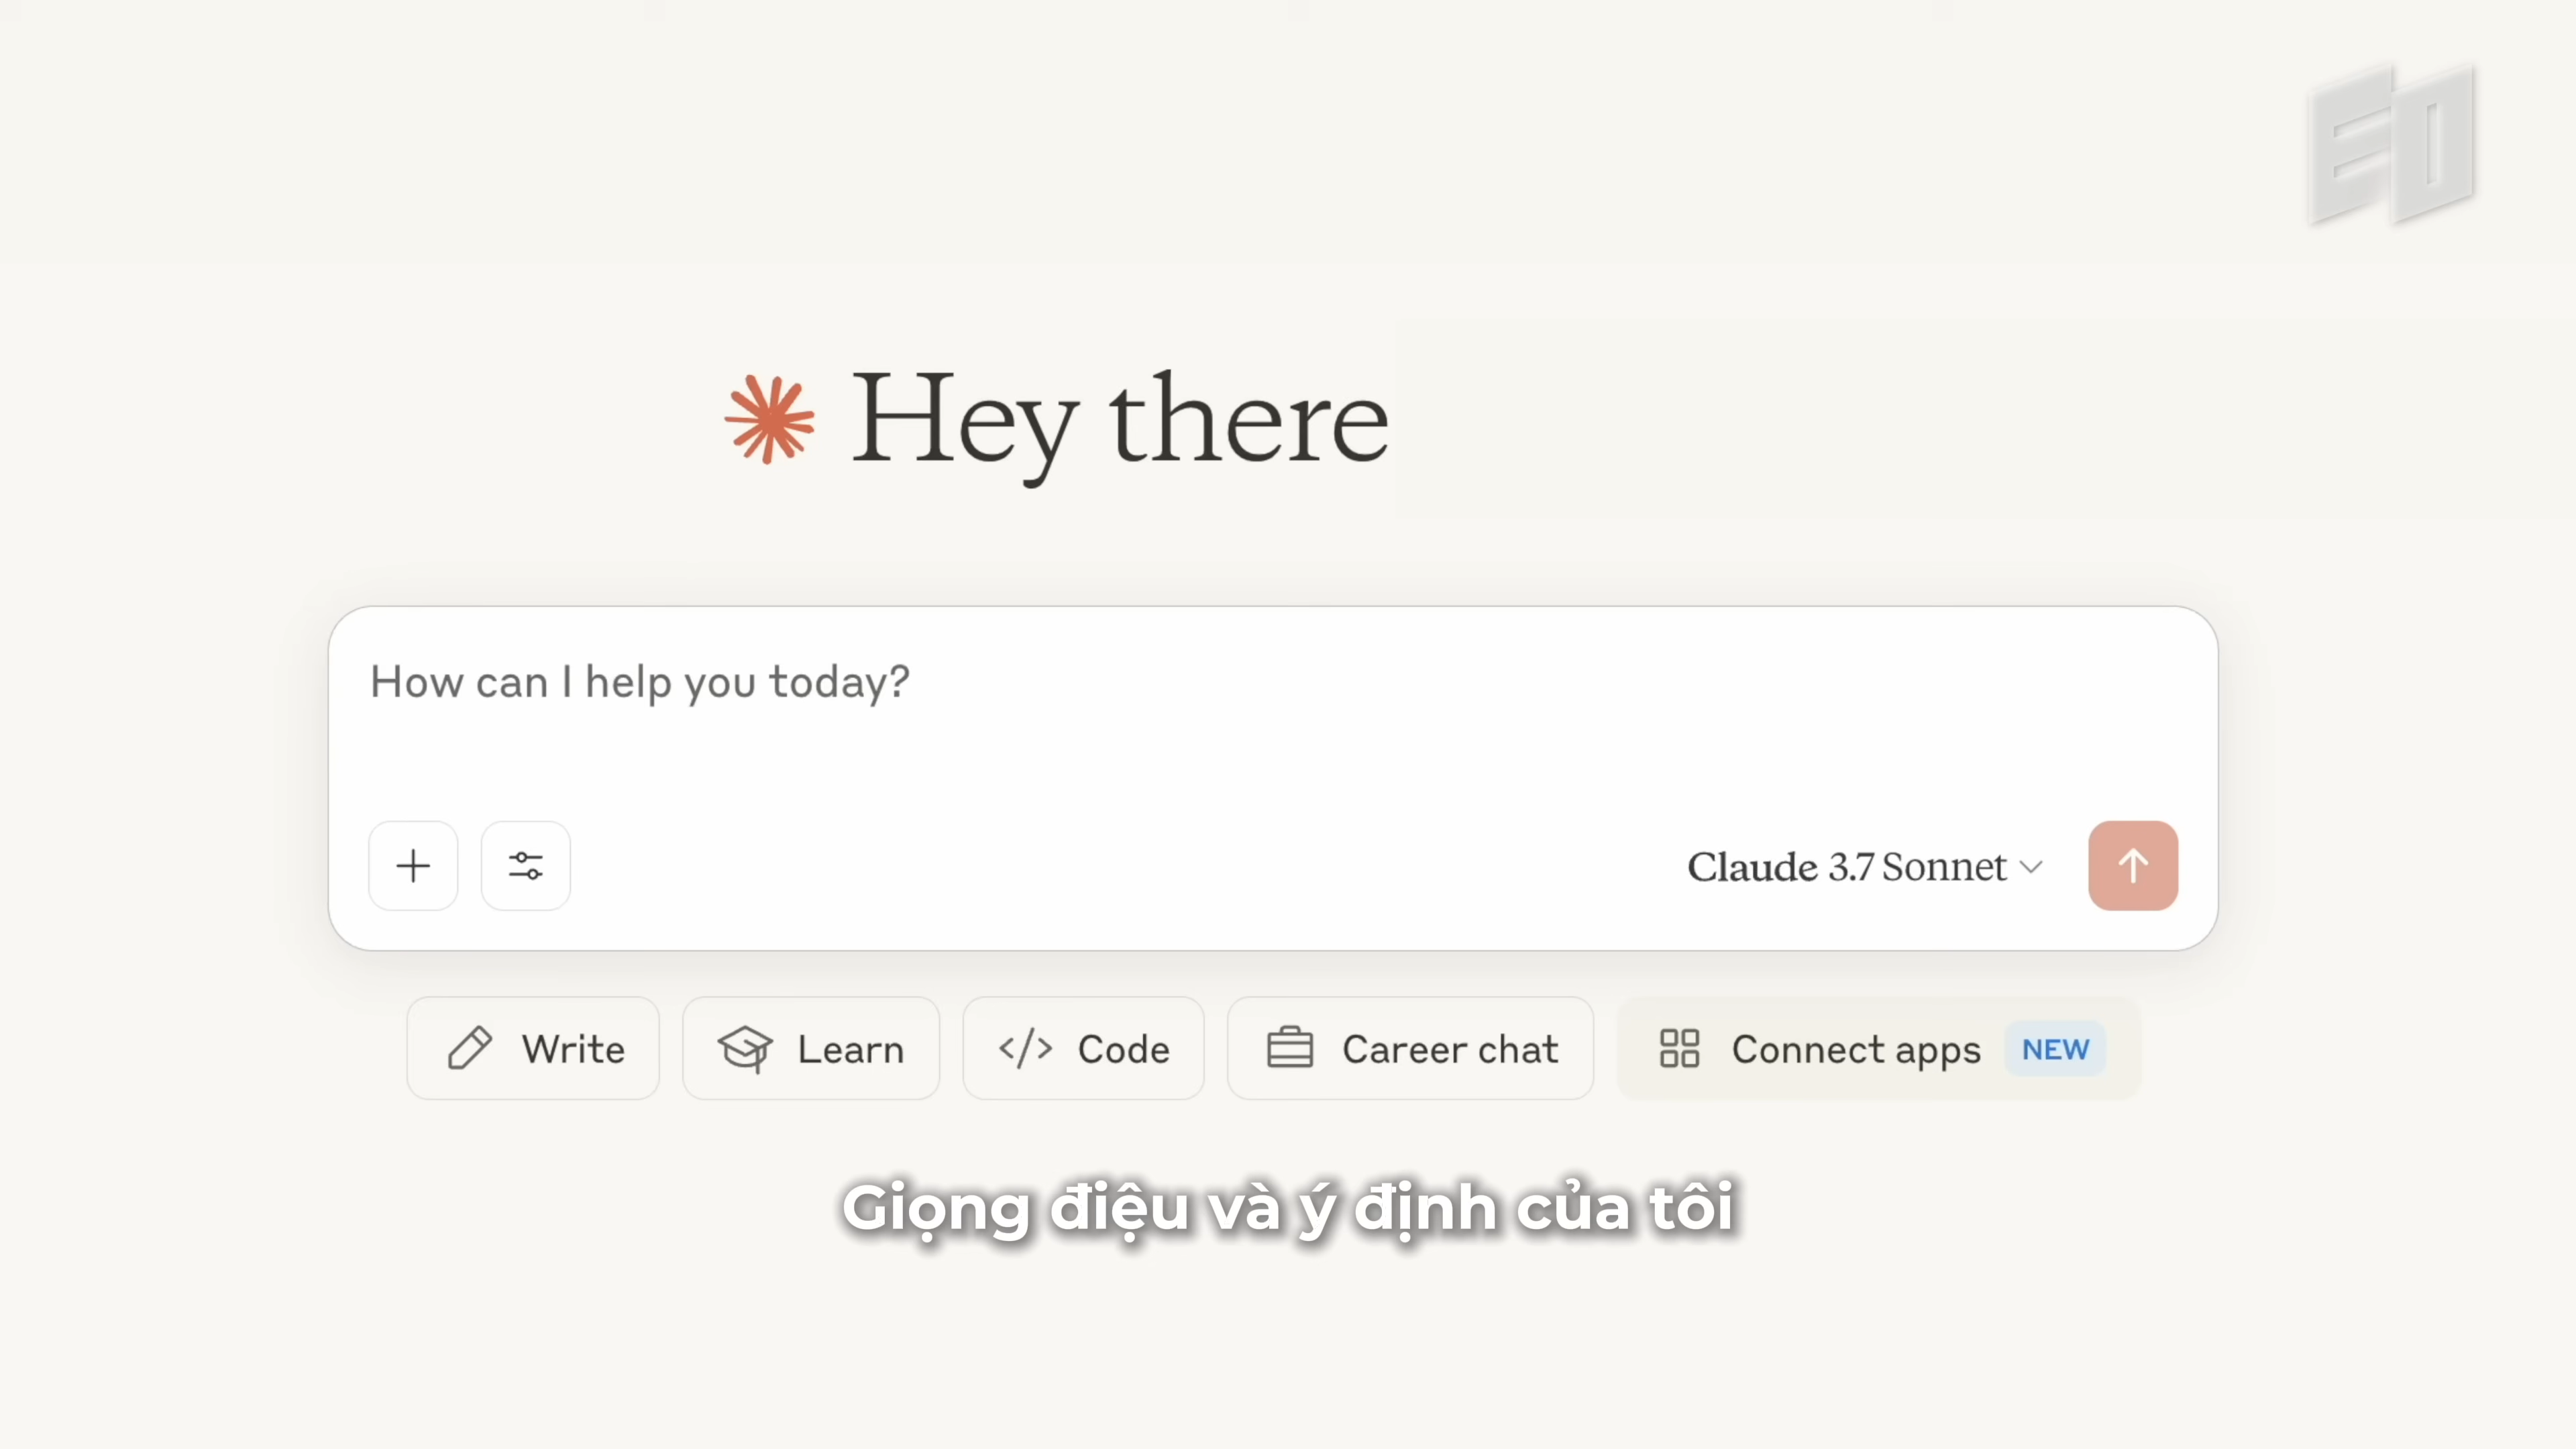 EO
Hey there
How can I help you today?
Claude 3.7 Sonnet
Write
Learn
Code
Career chat
Connect apps NEW
Giọng điệu và ý định của tôi